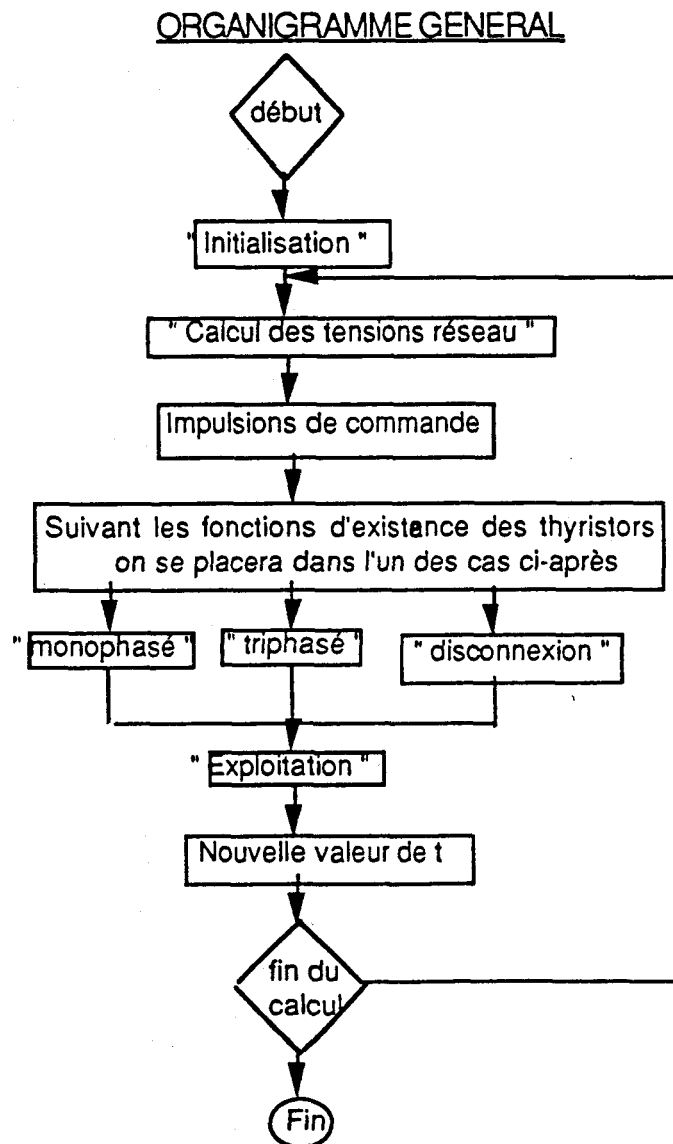 ORGANIGRAMME GENERAL
début
" Initialisation "
" Calcul des tensions réseau "
Impulsions de commande
Suivant les fonctions d'existance des thyristors
on se placera dans l'un des cas ci-après
" monophasé "
" triphasé "
" disconnexion "
" Exploitation "
Nouvelle valeur de t
fin du
calcul
Fin